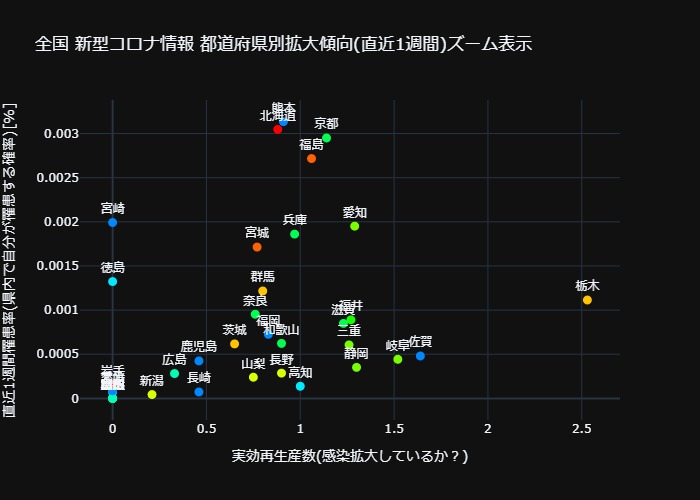 全国 新型コロナ情報 都道府県別拡大傾向(直近1週間)ズーム表示
直近1週間罹患率(県内で自分が罹患する確率)[%]
熊本
北海道
京都
福島
0.003
0.0025
宮崎
愛知
兵庫
0.002
宮城
0.0015
徳島
群馬
栃木
奈良
滋賀
福井
0.001
福岡
和歌山
茨城
三重
鹿児島
静岡
岐阜
佐賀
0.0005
広島
山梨
長野
高知
岩手
新潟
長崎
0
0
0.5
1
1.5
2
2.5
実効再生産数(感染拡大しているか？)